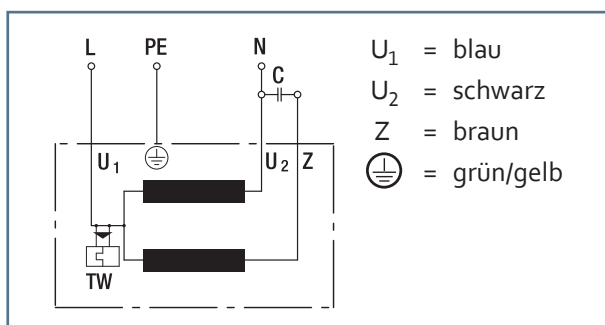 L PE N
C
U₁ U₂ Z
TW
U₁ = blau
U₂ = schwarz
Z = braun
= grün/gelb